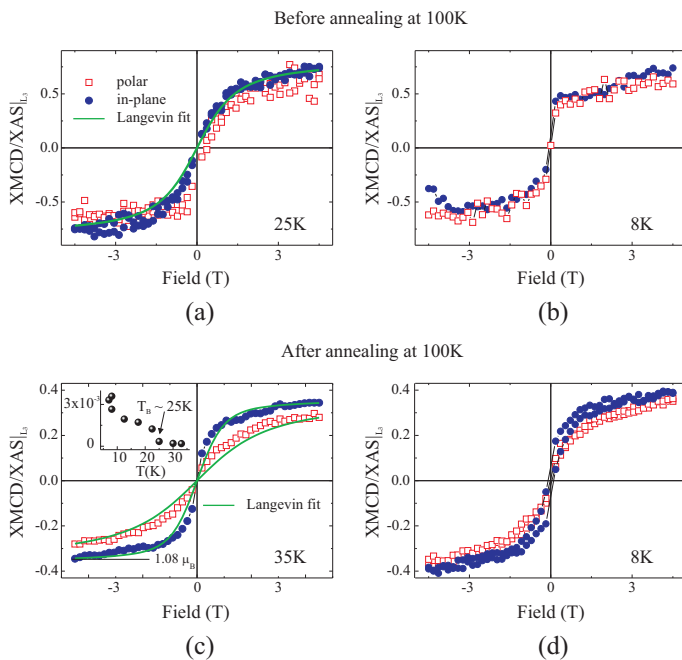 Before annealing at 100K
XMCD/XAS|L₃
0.5
0.0
-0.5
polar
in-plane
Langevin fit
25K
-3
0
3
Field (T)
(a)
XMCD/XAS|L₃
0.5
0.0
-0.5
8K
-3
0
3
Field (T)
(b)
After annealing at 100K
XMCD/XAS|L₃
0.4
0.2
0.0
-0.2
-0.4
3x10⁻³
0
T_B ~ 25K
10
20
30
T(K)
Langevin fit
1.08 μ_B
35K
-3
0
3
Field (T)
(c)
XMCD/XAS|L₃
0.4
0.2
0.0
-0.2
-0.4
8K
-3
0
3
Field (T)
(d)